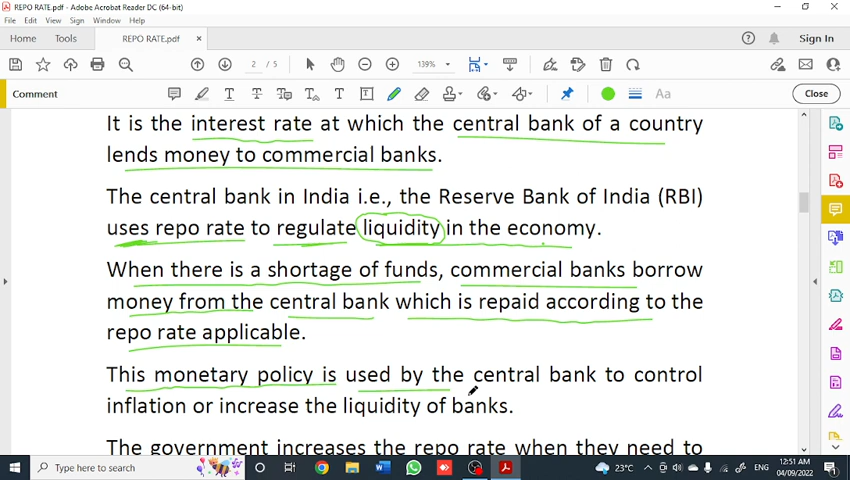 REPO RATE.pdf - Adobe Acrobat Reader DC (64-bit)
File Edit View Sign Window Help
Home Tools REPO RATE.pdf × Sign In
2 / 5 139%
Comment Aa Close
It is the interest rate at which the central bank of a country
lends money to commercial banks.
The central bank in India i.e., the Reserve Bank of India (RBI)
uses repo rate to regulate liquidity in the economy.
When there is a shortage of funds, commercial banks borrow
money from the central bank which is repaid according to the
repo rate applicable.
This monetary policy is used by the central bank to control
inflation or increase the liquidity of banks.
The government increases the repo rate when they need to
Type here to search 23°C ENG 12:51 AM
04/09/2022